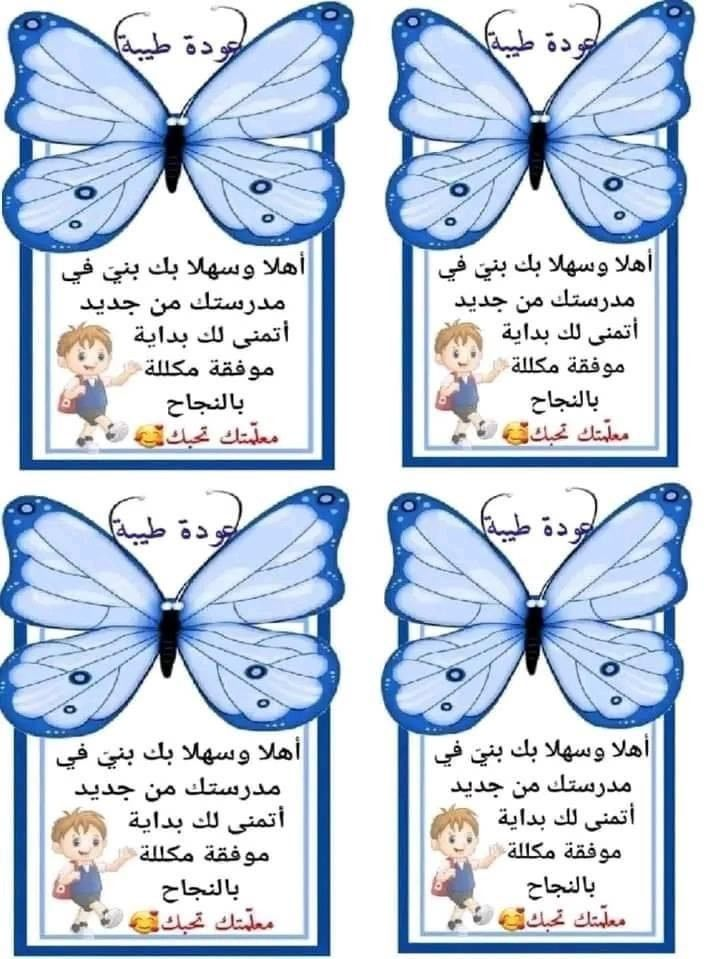 عودة طيبة
أهلا وسهلا بك بنيّ في
مدرستك من جديد
أتمنى لك بداية
موفقة مكللة
بالنجاح
معلّمتك تحبك🥰
عودة طيبة
أهلا وسهلا بك بنيّ في
مدرستك من جديد
أتمنى لك بداية
موفقة مكللة
بالنجاح
معلّمتك تحبك🥰
عودة طيبة
أهلا وسهلا بك بنيّ في
مدرستك من جديد
أتمنى لك بداية
موفقة مكللة
بالنجاح
معلّمتك تحبك🥰
عودة طيبة
أهلا وسهلا بك بنيّ في
مدرستك من جديد
أتمنى لك بداية
موفقة مكللة
بالنجاح
معلّمتك تحبك🥰